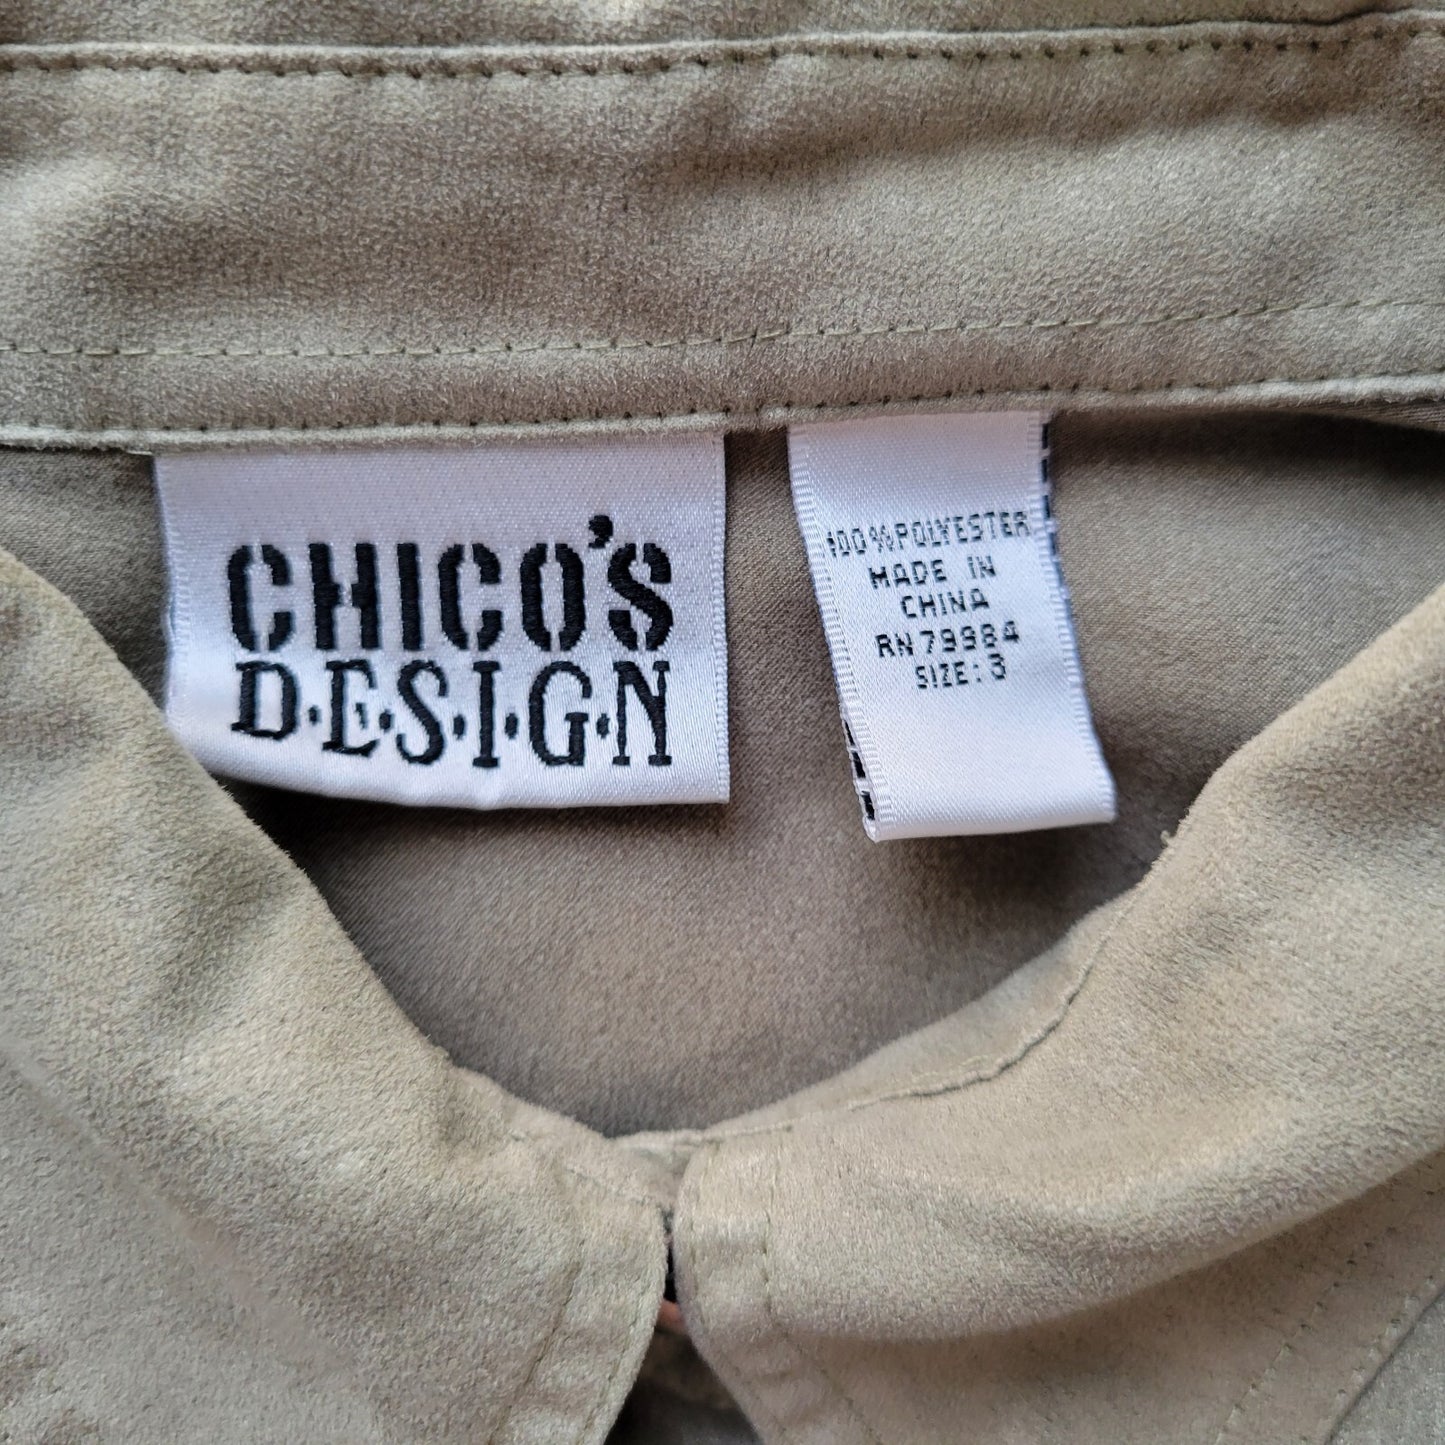 CHICO'S
D·E·S·I·G·N
100% POLYESTER
MADE IN
CHINA
RN 79984
SIZE: 3